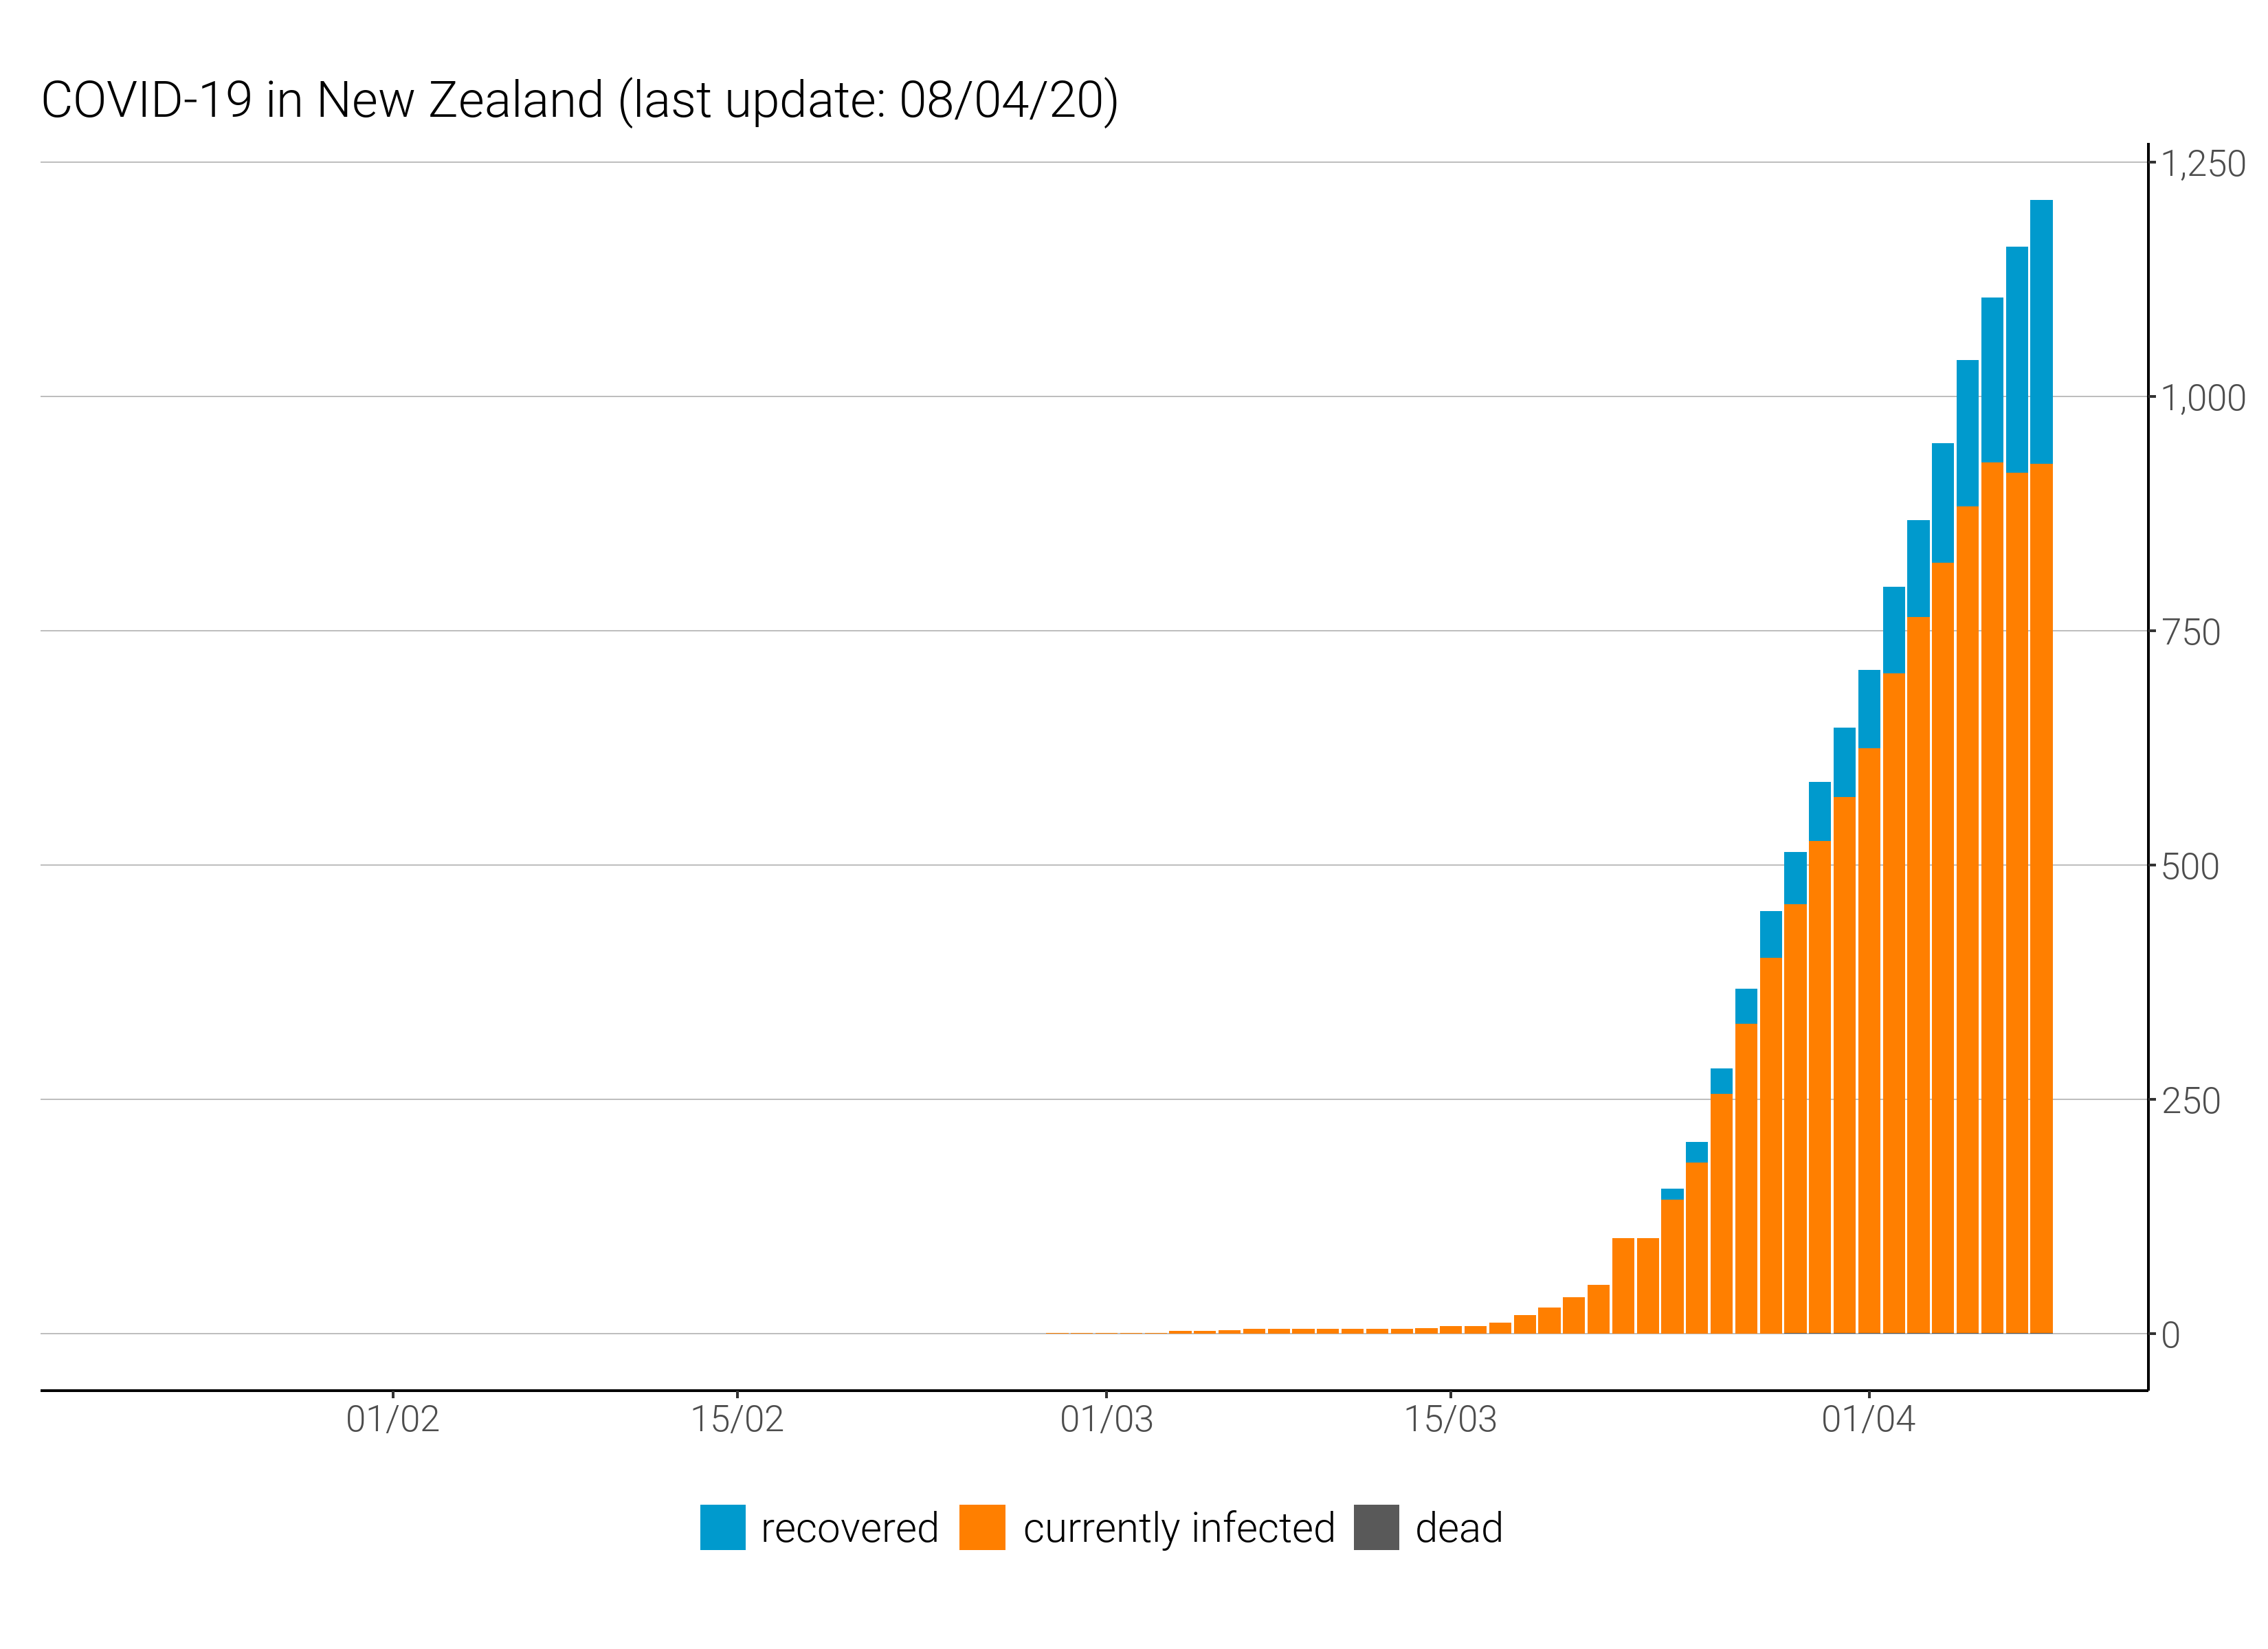 COVID-19 in New Zealand (last update: 08/04/20)
1,250
1,000
750
500
250
0
01/02 15/02 01/03 15/03 01/04
recovered currently infected dead